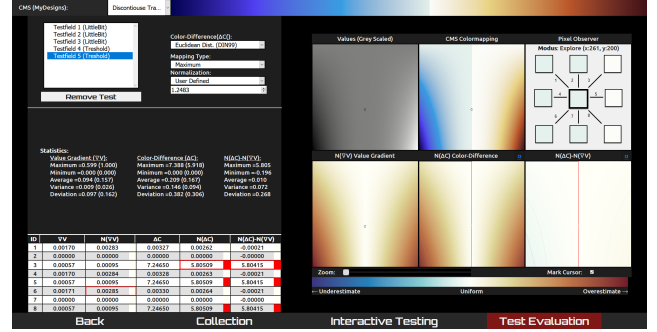 CMS (MyDesigns): Discontiouse Tra...
Testfield 1 (LittleBit)
Testfield 2 (LittleBit)
Testfield 3 (LittleBit)
Testfield 4 (Treshold)
Testfield 5 (Treshold)
Remove Test
Color-Difference(ΔC):
Euclidean Dist. (DIN99)
Mapping Type:
Maximum
Normalization:
User Defined
1.2483
Statistics:
Value Gradient (∇V): Color-Difference (ΔC): N(ΔC)-N(∇V):
Maximum=0.599 (1.000) Maximum=7.388 (5.918) Maximum=5.805
Minimum=0.000 (0.000) Minimum=0.000 (0.000) Minimum=-0.196
Average=0.094 (0.157) Average=0.209 (0.167) Average=0.010
Variance=0.009 (0.026) Variance=0.146 (0.094) Variance=0.072
Deviation=0.097 (0.162) Deviation=0.382 (0.306) Deviation=0.268
ID ∇V N(∇V) ΔC N(ΔC) N(ΔC)-N(∇V)
1 0.00170 0.00283 0.00327 0.00262 -0.00021
2 0.00000 0.00000 0.00000 0.00000 -0.00000
3 0.00057 0.00095 7.24650 5.80509 5.80415
4 0.00170 0.00284 0.00328 0.00263 -0.00021
5 0.00057 0.00095 7.24650 5.80509 5.80415
6 0.00171 0.00285 0.00330 0.00264 -0.00021
7 0.00000 0.00000 0.00000 0.00000 -0.00000
8 0.00057 0.00095 7.24650 5.80509 5.80415
Values (Grey Scaled) CMS Colormapping Pixel Observer
Modus: Explore (x:261, y:200)
1 2 3
4 5
6 7 8
N(∇V) Value Gradient N(ΔC) Color-Difference N(ΔC)-N(∇V)
Zoom: Mark Cursor:
← Underestimate Uniform Overestimate →
Back Collection Interactive Testing Test Evaluation